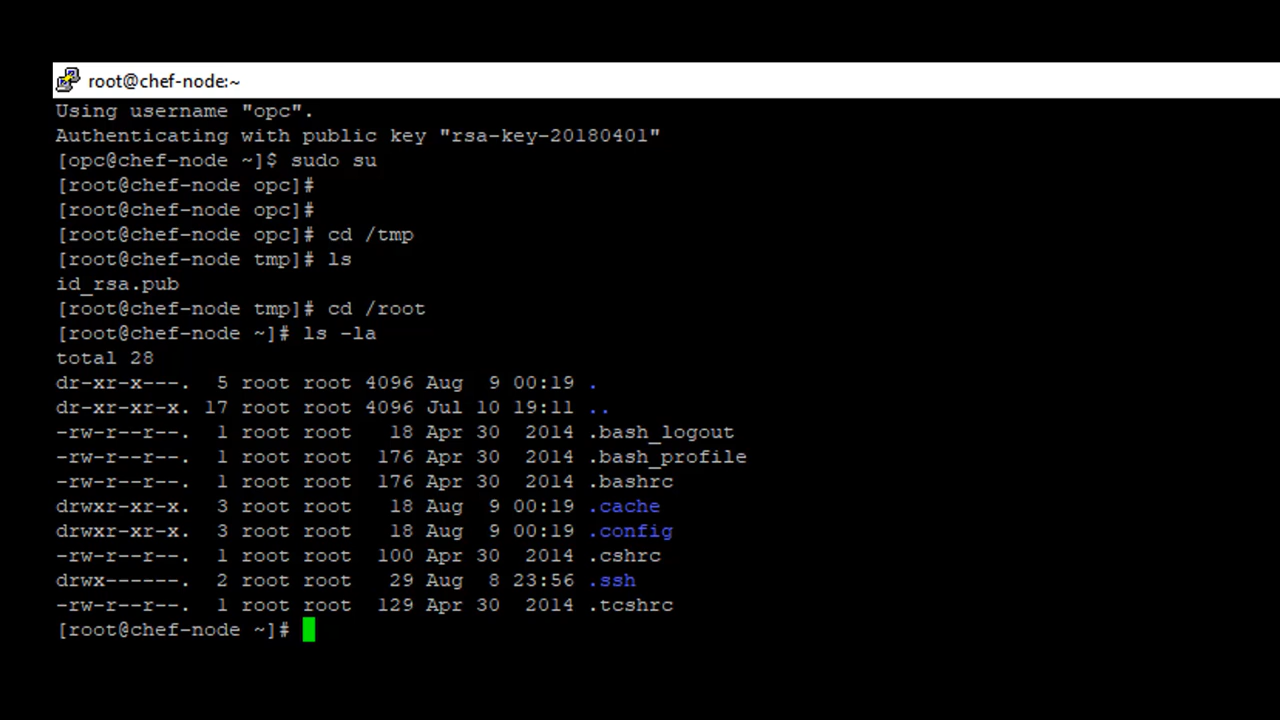 root@chef-node:~
Using username "opc".
Authenticating with public key "rsa-key-20180401"
[opc@chef-node ~]$ sudo su
[root@chef-node opc]#
[root@chef-node opc]#
[root@chef-node opc]# cd /tmp
[root@chef-node tmp]# ls
id_rsa.pub
[root@chef-node tmp]# cd /root
[root@chef-node ~]# ls -la
total 28
dr-xr-x---.  5 root root 4096 Aug  9 00:19 .
dr-xr-xr-x. 17 root root 4096 Jul 10 19:11 ..
-rw-r--r--.  1 root root   18 Apr 30  2014 .bash_logout
-rw-r--r--.  1 root root  176 Apr 30  2014 .bash_profile
-rw-r--r--.  1 root root  176 Apr 30  2014 .bashrc
drwxr-xr-x.  3 root root   18 Aug  9 00:19 .cache
drwxr-xr-x.  3 root root   18 Aug  9 00:19 .config
-rw-r--r--.  1 root root  100 Apr 30  2014 .cshrc
drwx------.  2 root root   29 Aug  8 23:56 .ssh
-rw-r--r--.  1 root root  129 Apr 30  2014 .tcshrc
[root@chef-node ~]#